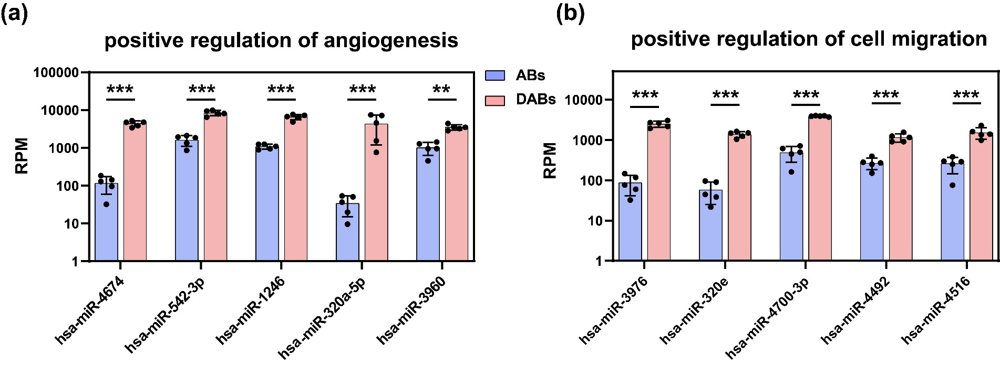 (a)
positive regulation of angiogenesis
100000
10000
1000
100
10
1
RPM
***
***
***
***
**
hsa-miR-4674
hsa-miR-542-3p
hsa-miR-1246
hsa-miR-320a-5p
hsa-miR-3960
ABs
DABs
(b)
positive regulation of cell migration
10000
1000
100
10
1
RPM
***
***
***
***
***
hsa-miR-3976
hsa-miR-320e
hsa-miR-4700-3p
hsa-miR-4492
hsa-miR-4516